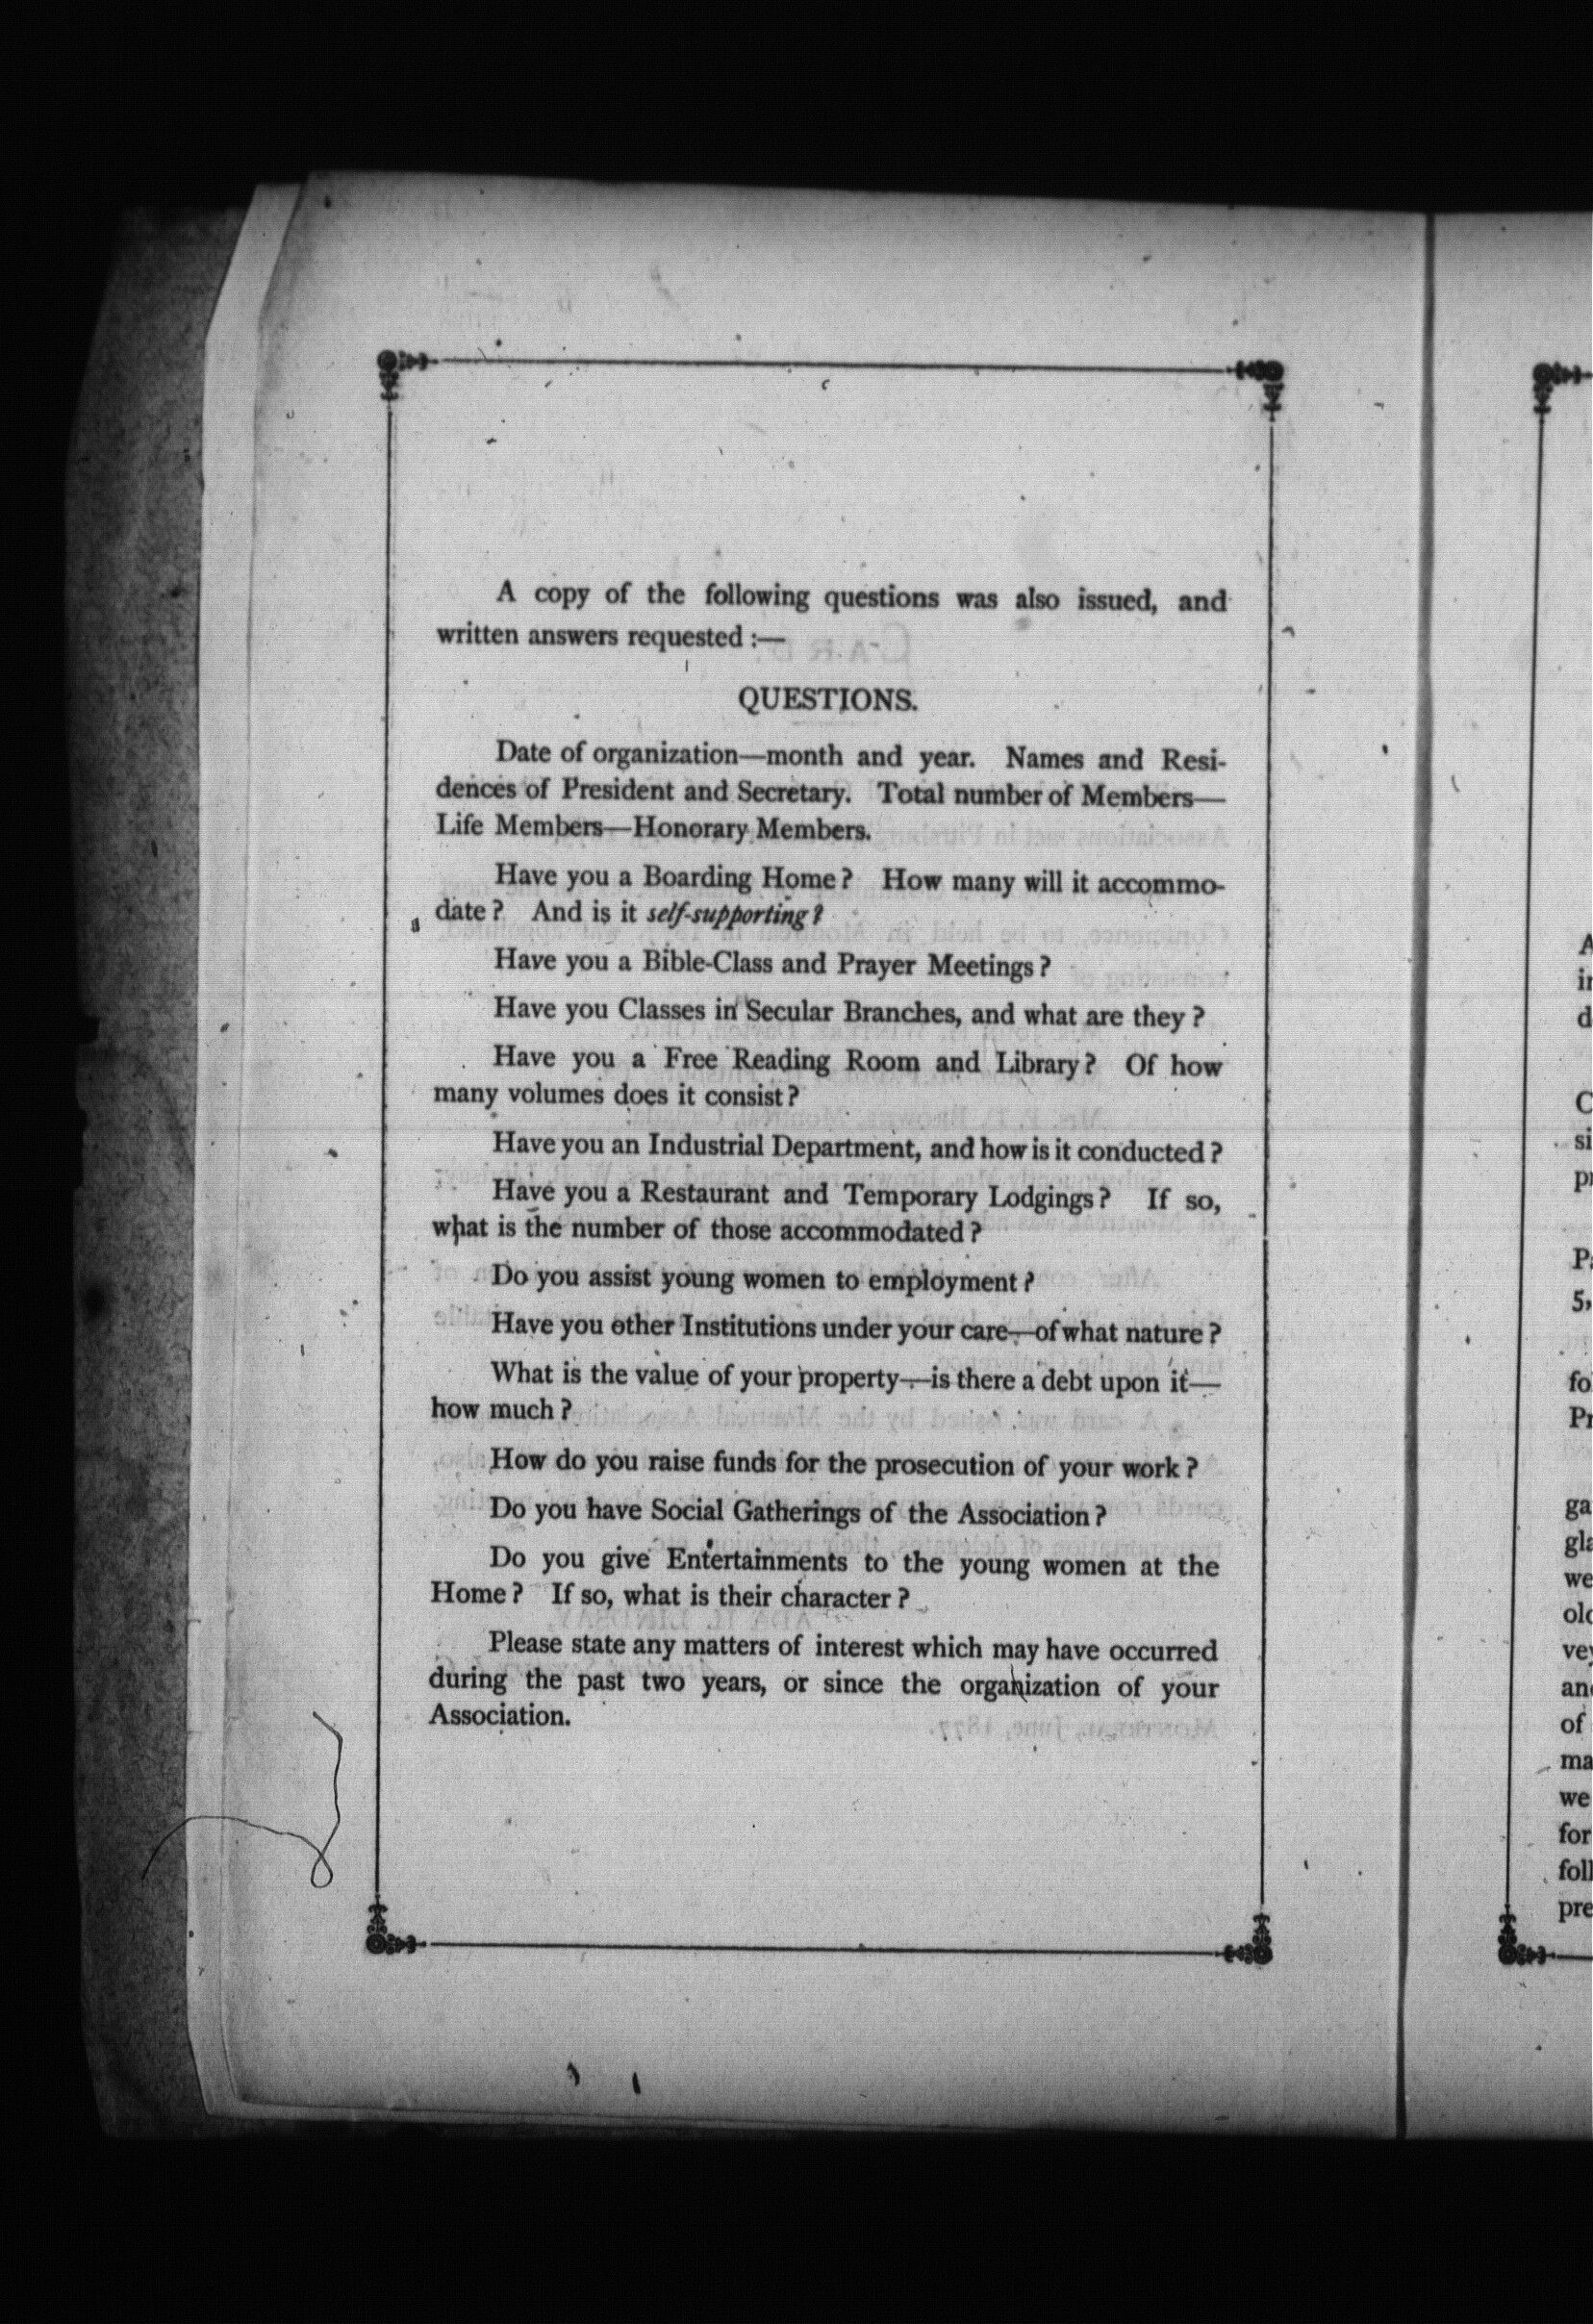 A copy of the following questions was also issued, and
written answers requested :—
QUESTIONS.
Date of organization—month and year. Names and Resi-
dences of President and Secretary. Total number of Members—
Life Members—Honorary Members.
Have you a Boarding Home? How many will it accommo-
date? And is it self-supporting?
Have you a Bible-Class and Prayer Meetings?
Have you Classes in Secular Branches, and what are they?
Have you a Free Reading Room and Library? Of how
many volumes does it consist?
Have you an Industrial Department, and how is it conducted?
Have you a Restaurant and Temporary Lodgings? If so,
what is the number of those accommodated?
Do you assist young women to employment?
Have you other Institutions under your care—of what nature?
What is the value of your property—is there a debt upon it—
how much?
How do you raise funds for the prosecution of your work?
Do you have Social Gatherings of the Association?
Do you give Entertainments to the young women at the
Home? If so, what is their character?
Please state any matters of interest which may have occurred
during the past two years, or since the organization of your
Association.